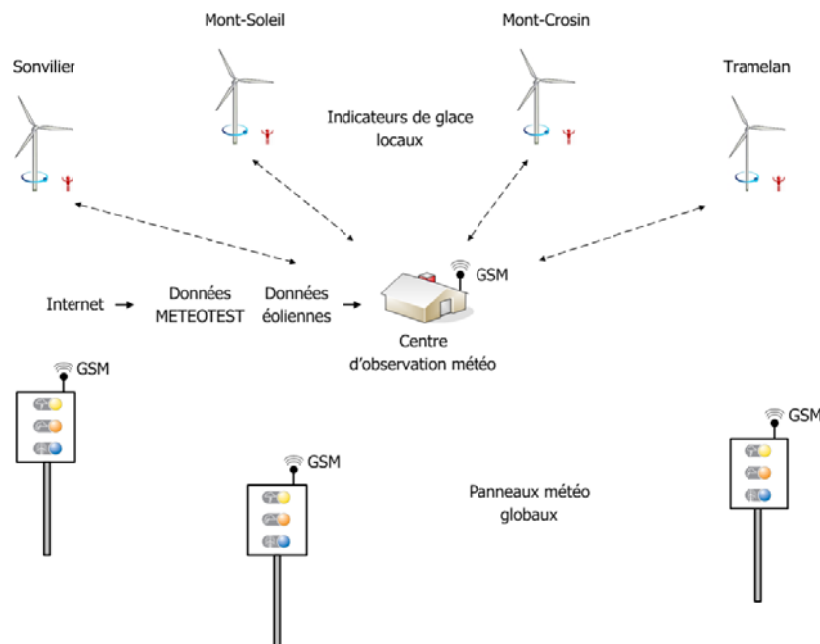 Mont-Soleil
Mont-Crosin
Sonvilier
Tramelan
Indicateurs de glace
locaux
GSM
Internet
Données
METEOTEST
Données
éoliennes
Centre
d'observation météo
GSM
GSM
GSM
Panneaux météo
globaux